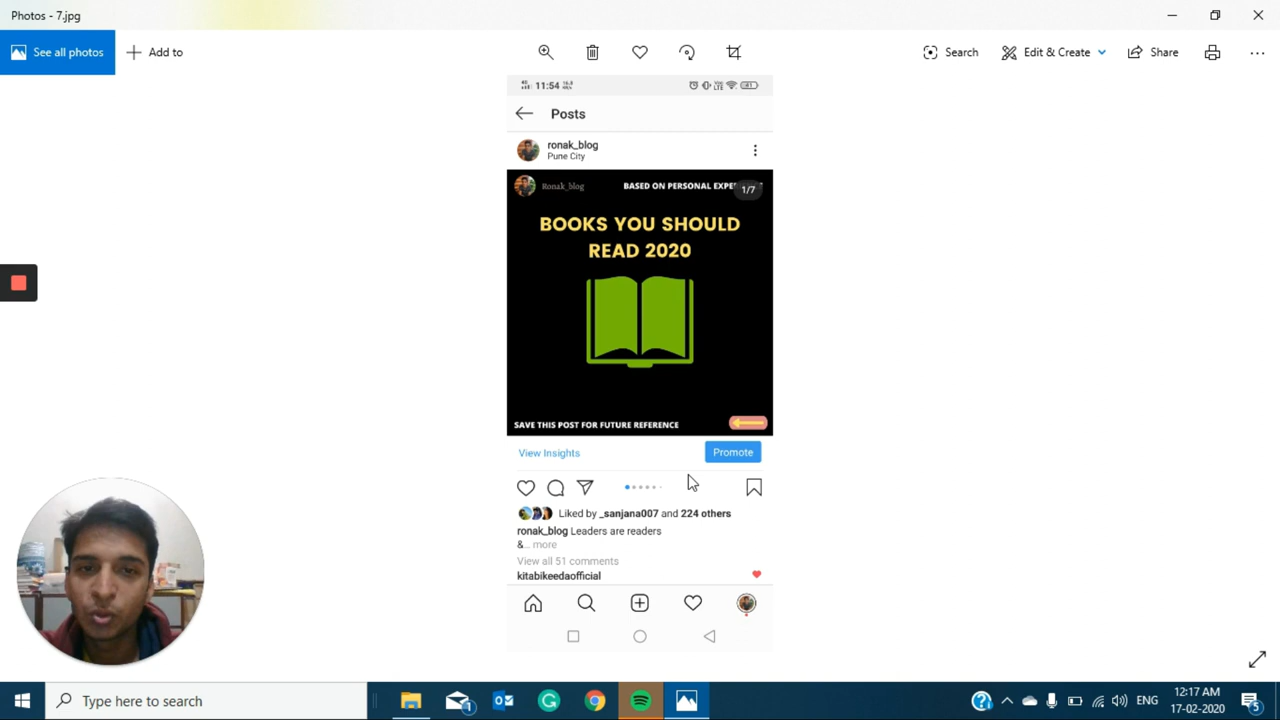 Photos - 7.jpg
See all photos
Add to
Search
Edit & Create
Share
11:54
Posts
ronak_blog
Pune City
Ronak_blog
BASED ON PERSONAL
1/7
BOOKS YOU SHOULD
READ 2020
SAVE THIS POST FOR FUTURE REFERENCE
View Insights
Promote
Liked by _sanjana007 and 224 others
ronak_blog Leaders are readers
&... more
View all 51 comments
kitabikeedaofficial
Type here to search
1
ENG
12:17 AM
17-02-2020
5